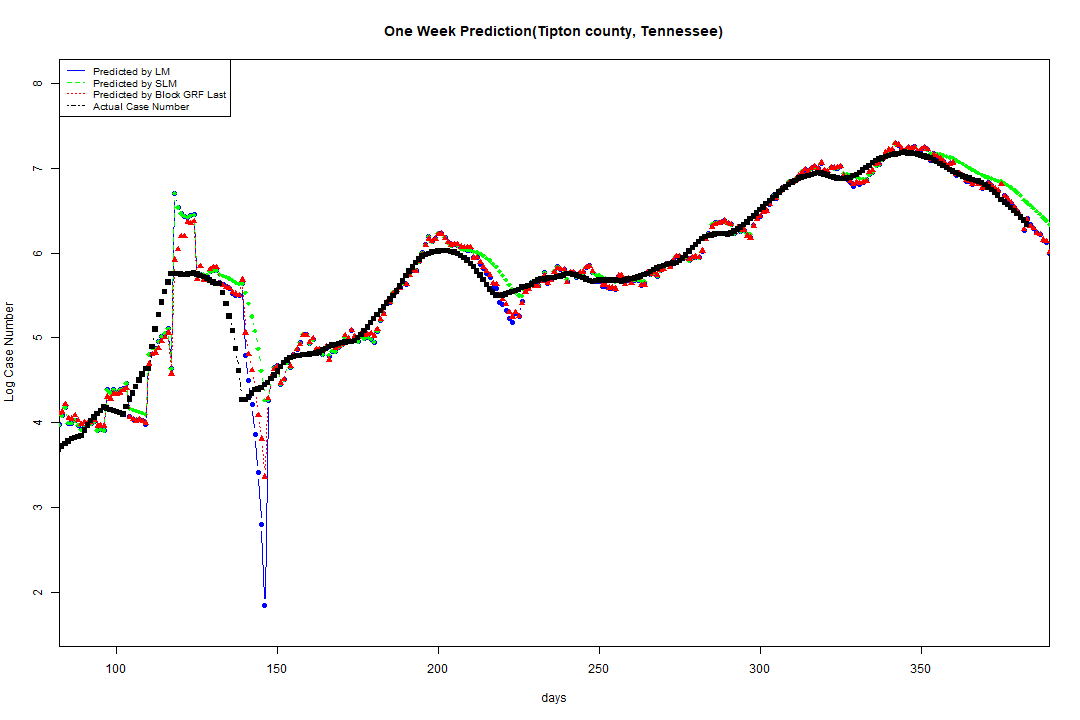 One Week Prediction(Tipton county, Tennessee)
Predicted by LM
Predicted by SLM
Predicted by Block GRF Last
Actual Case Number
8
7
6
5
4
3
2
Log Case Number
100 150 200 250 300 350
days